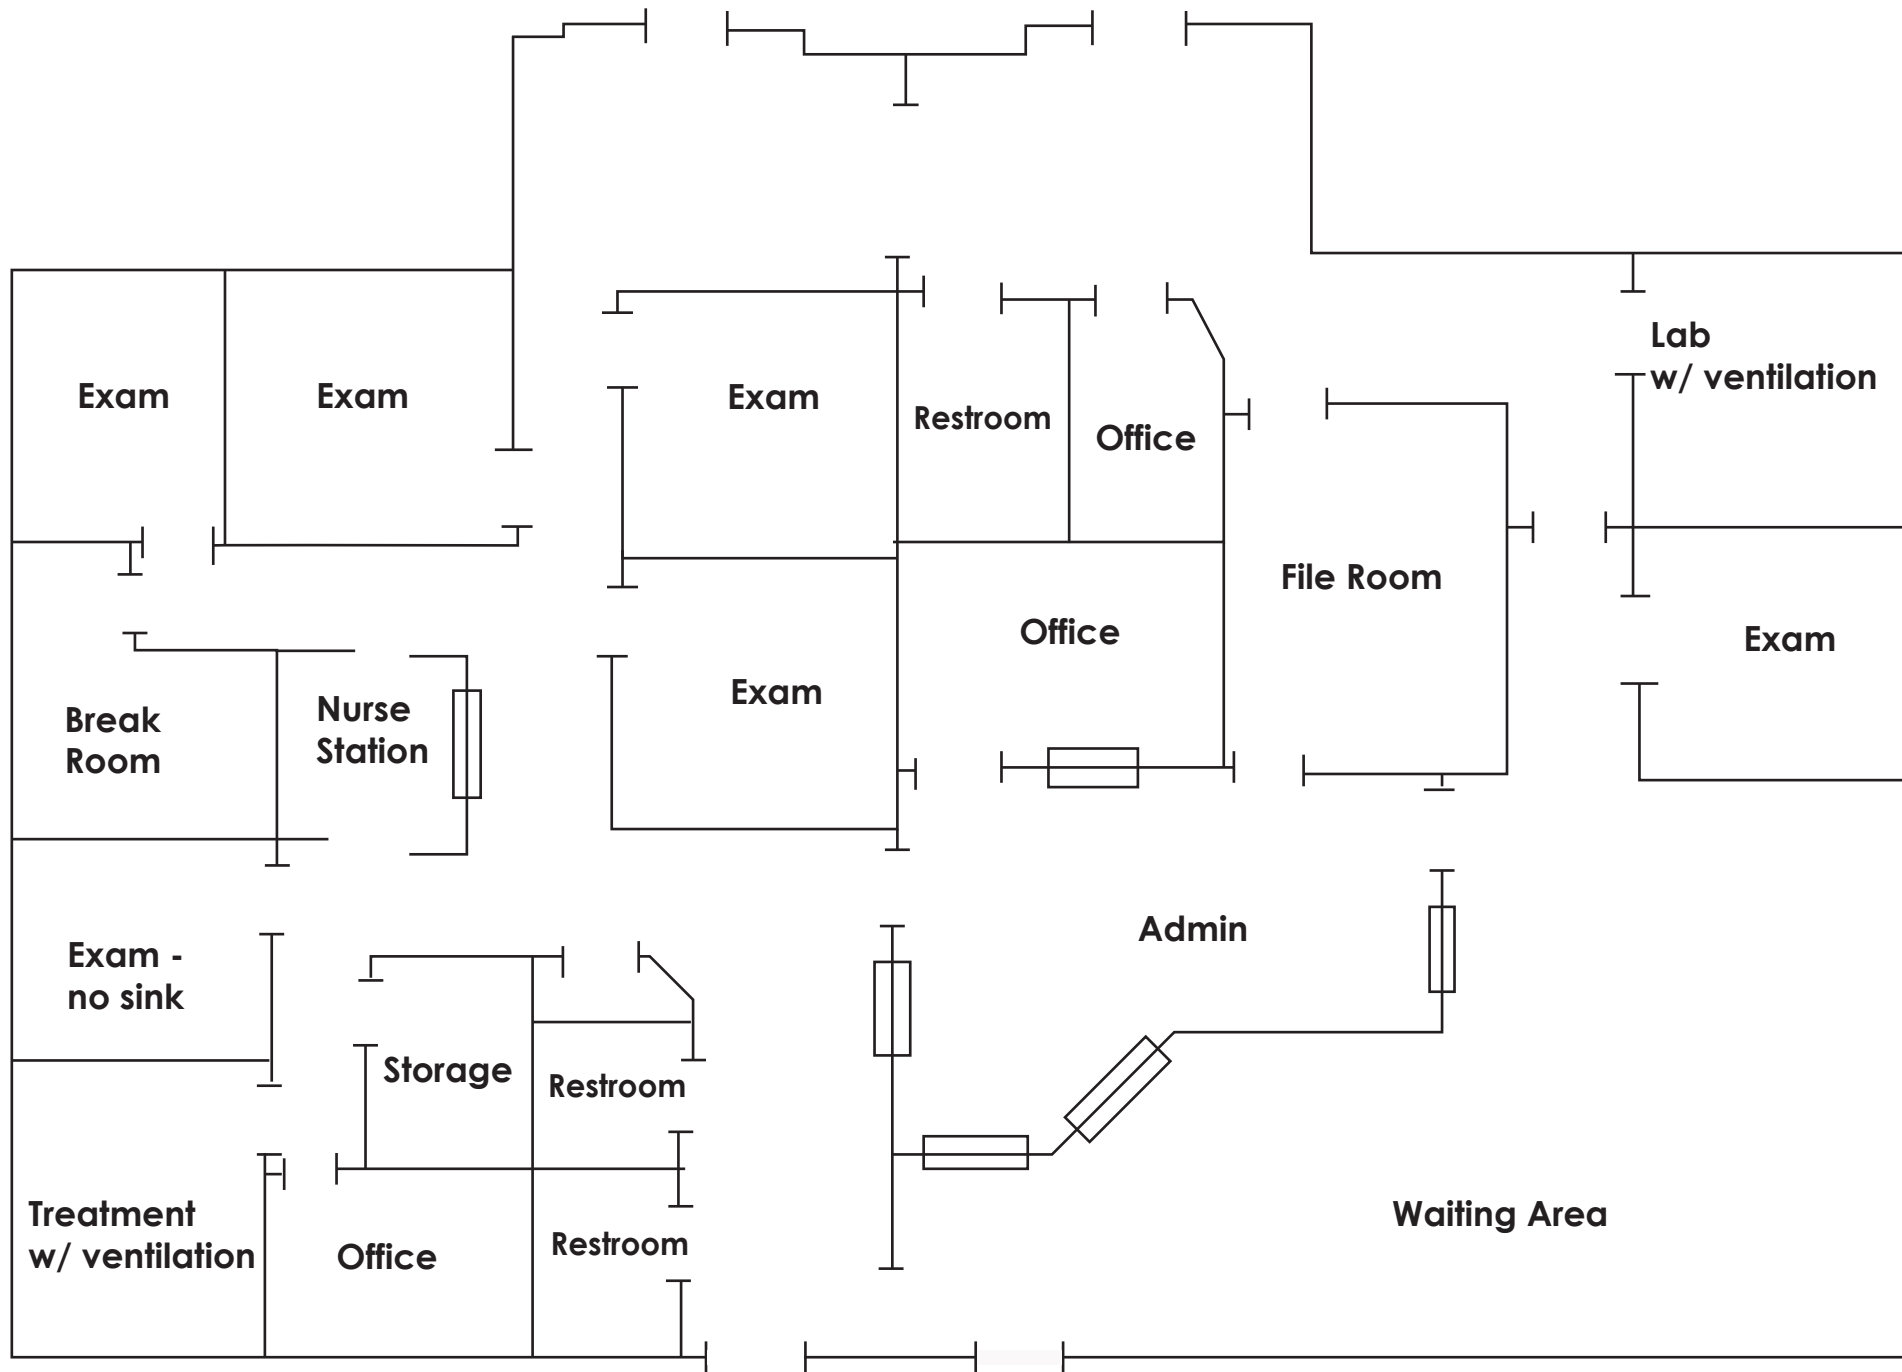 Lab
w/ ventilation
Exam
Exam
Exam
Restroom
Office
File Room
Office
Exam
Exam
Nurse
Station
Break
Room
Admin
Exam -
no sink
Storage
Restroom
Treatment
w/ ventilation
Office
Restroom
Waiting Area